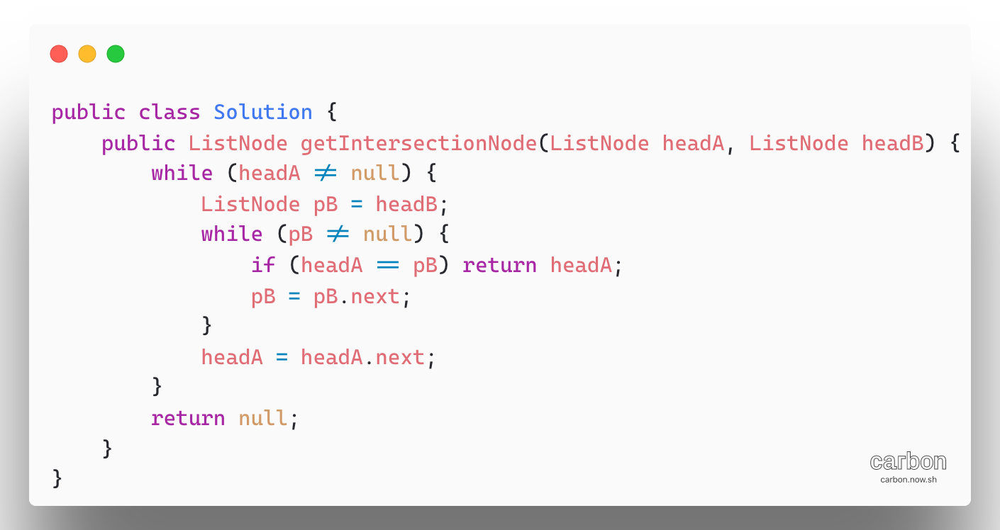 public class Solution {
    public ListNode getIntersectionNode(ListNode headA, ListNode headB) {
        while (headA != null) {
            ListNode pB = headB;
            while (pB != null) {
                if (headA == pB) return headA;
                pB = pB.next;
            }
            headA = headA.next;
        }
        return null;
    }
}
carbon
carbon.now.sh